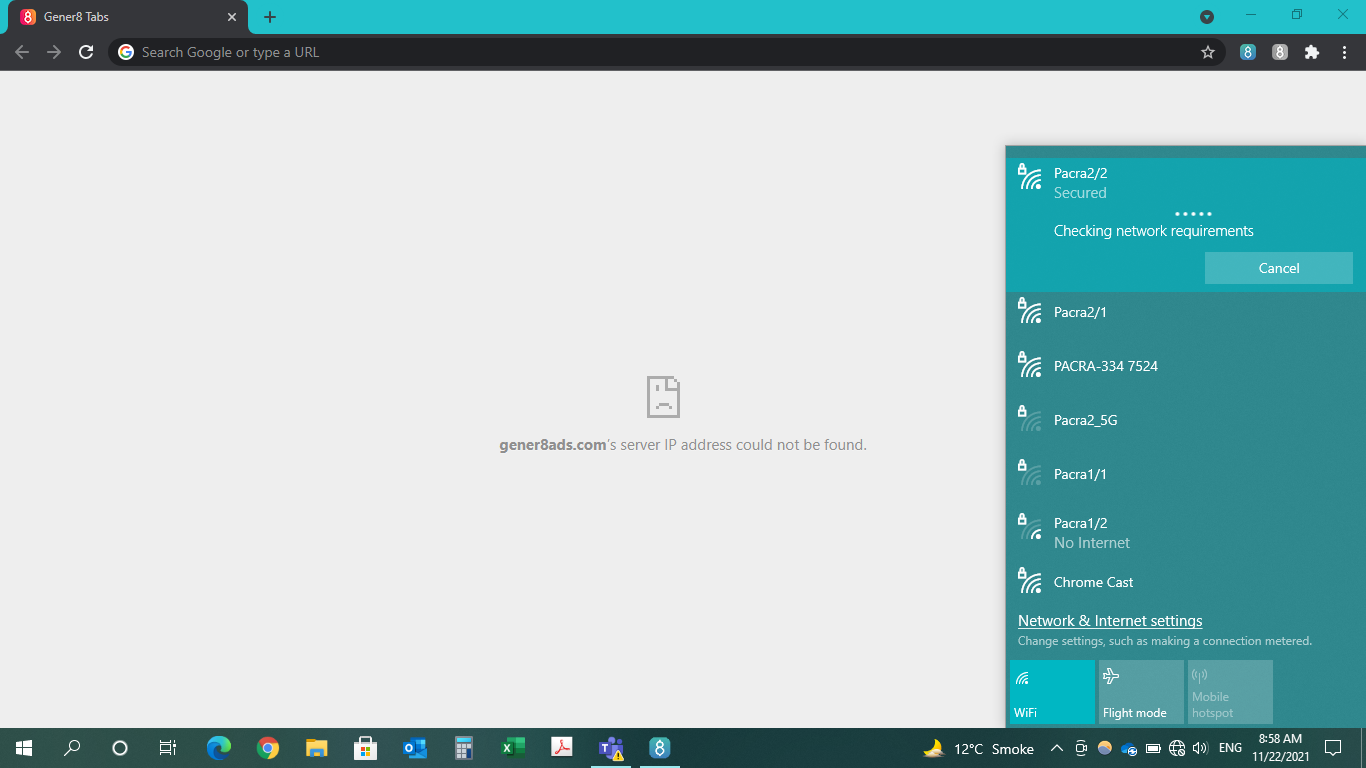 Gener8 Tabs
Search Google or type a URL
gener8ads.com's server IP address could not be found.
Pacra2/2
Secured
Checking network requirements
Cancel
Pacra2/1
PACRA-334 7524
Pacra2_5G
Pacra1/1
Pacra1/2
No Internet
Chrome Cast
Network & Internet settings
Change settings, such as making a connection metered.
WiFi
Flight mode
Mobile
hotspot
12°C Smoke
ENG
8:58 AM
11/22/2021